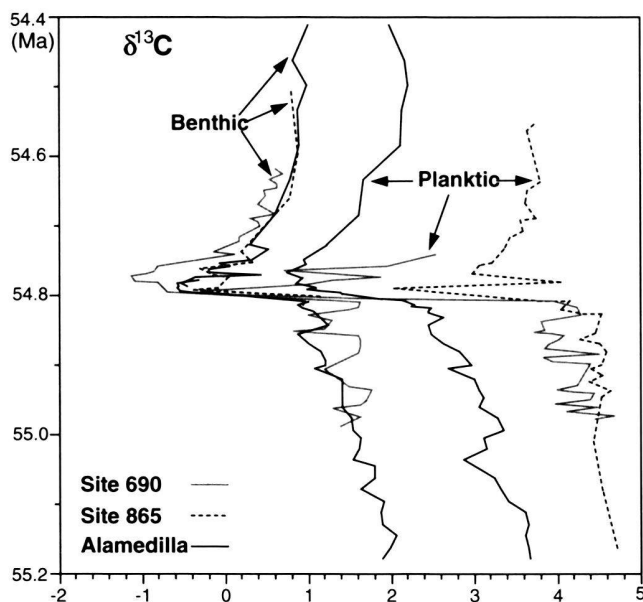 54.4
(Ma)
δ13C
Benthic
54.6
Planktic
54.8
55.0
Site 690
Site 865
Alamedilla
55.2
-2 -1 0 1 2 3 4 5